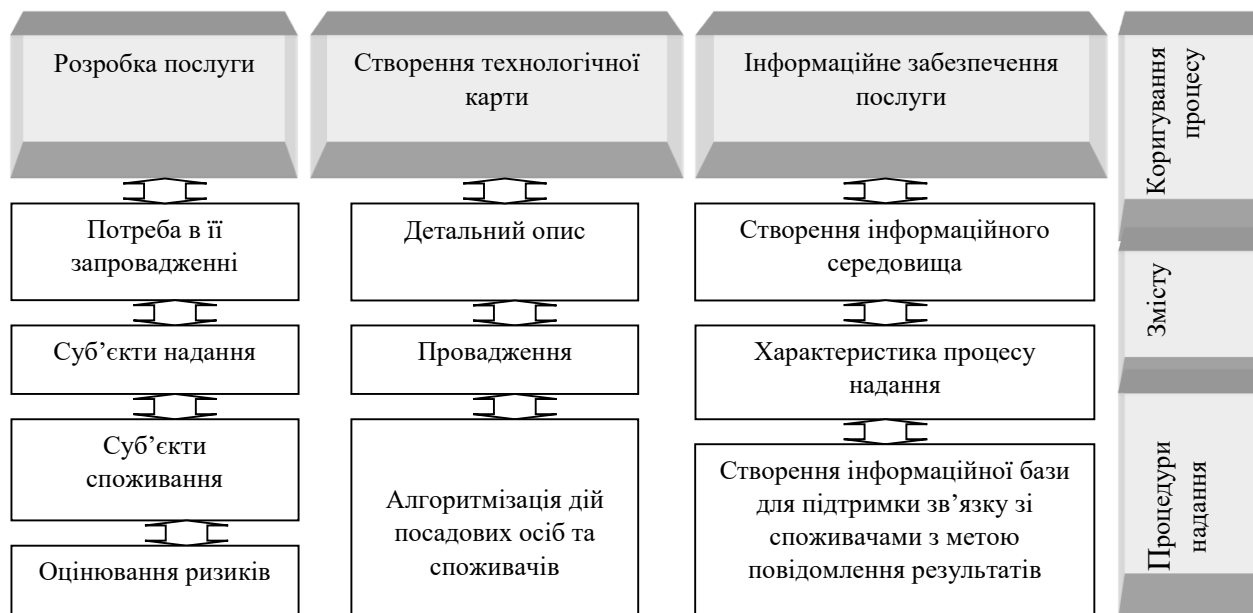 Розробка послуги
Створення технологічної
карти
Інформаційне забезпечення
послуги
Коригування
процесу
Потреба в її
запровадженні
Детальний опис
Створення інформаційного
середовища
Змісту
Суб’єкти надання
Провадження
Характеристика процесу
надання
Суб’єкти
споживання
Алгоритмізація дій
посадових осіб та
споживачів
Створення інформаційної бази
для підтримки зв’язку зі
споживачами з метою
повідомлення результатів
Процедури
надання
Оцінювання ризиків